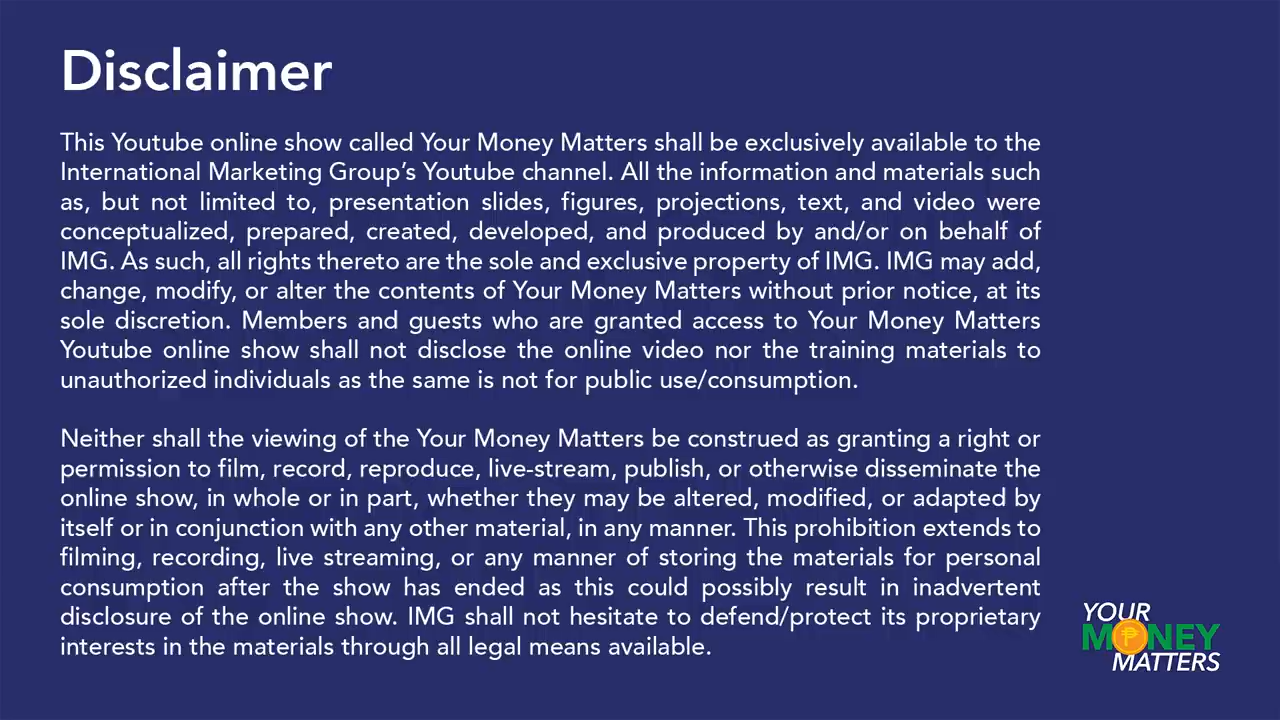 Disclaimer
This Youtube online show called Your Money Matters shall be exclusively available to the
International Marketing Group’s Youtube channel. All the information and materials such
as, but not limited to, presentation slides, figures, projections, text, and video were
conceptualized, prepared, created, developed, and produced by and/or on behalf of
IMG. As such, all rights thereto are the sole and exclusive property of IMG. IMG may add,
change, modify, or alter the contents of Your Money Matters without prior notice, at its
sole discretion. Members and guests who are granted access to Your Money Matters
Youtube online show shall not disclose the online video nor the training materials to
unauthorized individuals as the same is not for public use/consumption.
Neither shall the viewing of the Your Money Matters be construed as granting a right or
permission to film, record, reproduce, live-stream, publish, or otherwise disseminate the
online show, in whole or in part, whether they may be altered, modified, or adapted by
itself or in conjunction with any other material, in any manner. This prohibition extends to
filming, recording, live streaming, or any manner of storing the materials for personal
consumption after the show has ended as this could possibly result in inadvertent
disclosure of the online show. IMG shall not hesitate to defend/protect its proprietary
interests in the materials through all legal means available.
YOUR
M₱NEY
MATTERS